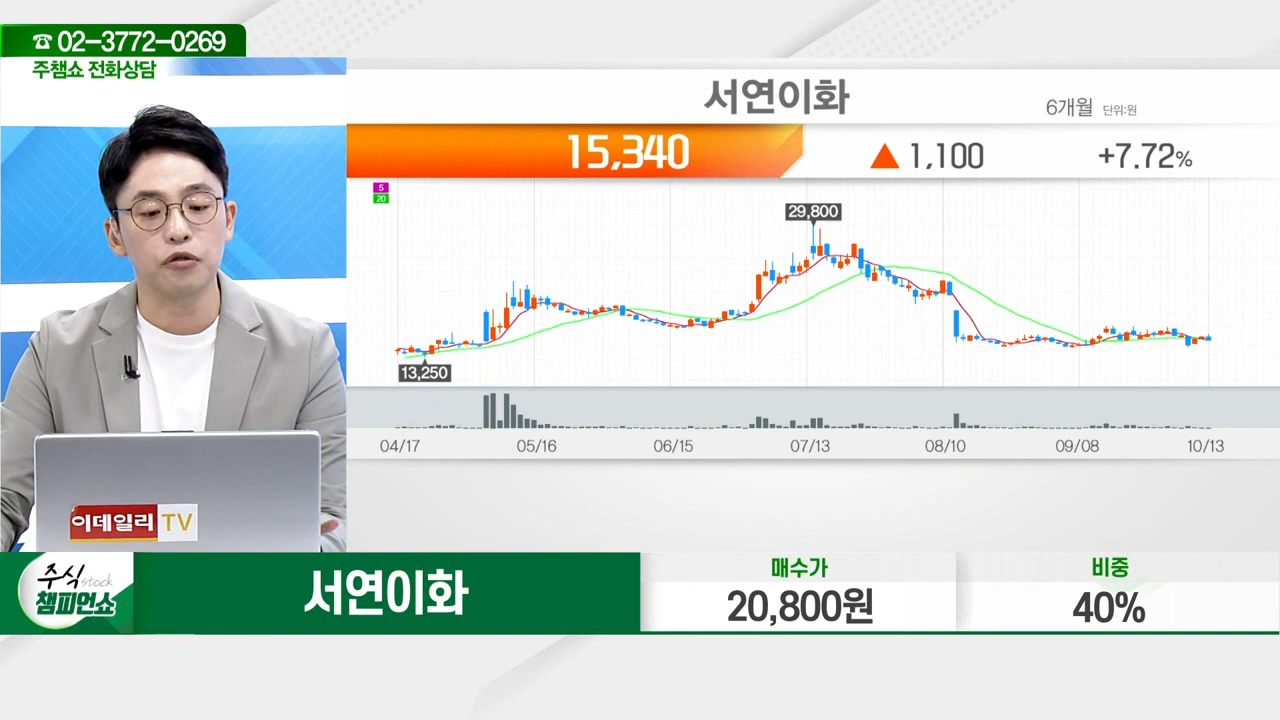 ☎ 02-3772-0269
주챔쇼 전화상담
서연이화
6개월 단위:원
15,340 ▲ 1,100 +7.72%
5
20
29,800
13,250
04/17 05/16 06/15 07/13 08/10 09/08 10/13
이데일리 TV
주식 stock
챔피언쇼
서연이화
매수가
20,800원
비중
40%